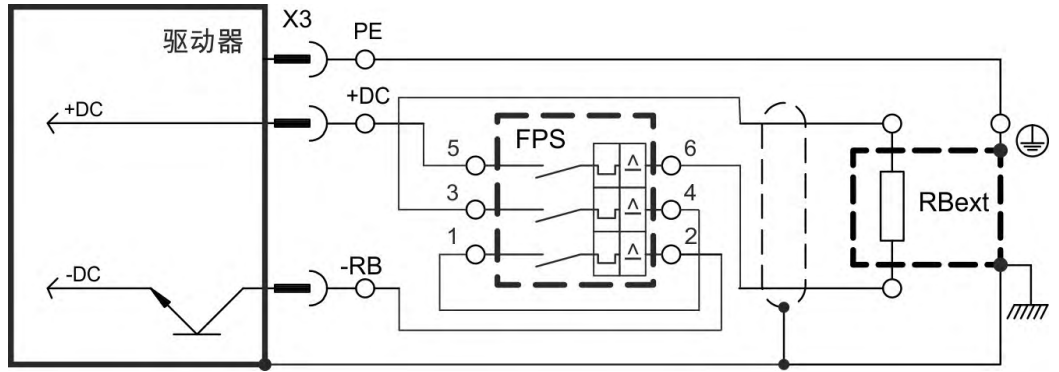 X3
驱动器
PE
+DC
+DC
FPS
5
6
3
4
RBext
1
2
-DC
-RB